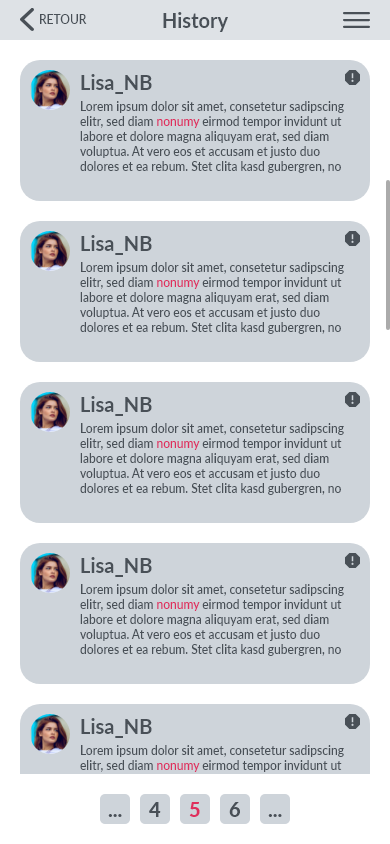 RETOUR
History
Lisa_NB
Lorem ipsum dolor sit amet, consetetur sadipscing
elitr, sed diam nonumy eirmod tempor invidunt ut
labore et dolore magna aliquyam erat, sed diam
voluptua. At vero eos et accusam et justo duo
dolores et ea rebum. Stet clita kasd gubergren, no
Lisa_NB
Lorem ipsum dolor sit amet, consetetur sadipscing
elitr, sed diam nonumy eirmod tempor invidunt ut
labore et dolore magna aliquyam erat, sed diam
voluptua. At vero eos et accusam et justo duo
dolores et ea rebum. Stet clita kasd gubergren, no
Lisa_NB
Lorem ipsum dolor sit amet, consetetur sadipscing
elitr, sed diam nonumy eirmod tempor invidunt ut
labore et dolore magna aliquyam erat, sed diam
voluptua. At vero eos et accusam et justo duo
dolores et ea rebum. Stet clita kasd gubergren, no
Lisa_NB
Lorem ipsum dolor sit amet, consetetur sadipscing
elitr, sed diam nonumy eirmod tempor invidunt ut
labore et dolore magna aliquyam erat, sed diam
voluptua. At vero eos et accusam et justo duo
dolores et ea rebum. Stet clita kasd gubergren, no
Lisa_NB
Lorem ipsum dolor sit amet, consetetur sadipscing
elitr, sed diam nonumy eirmod tempor invidunt ut
... 4 5 6 ...